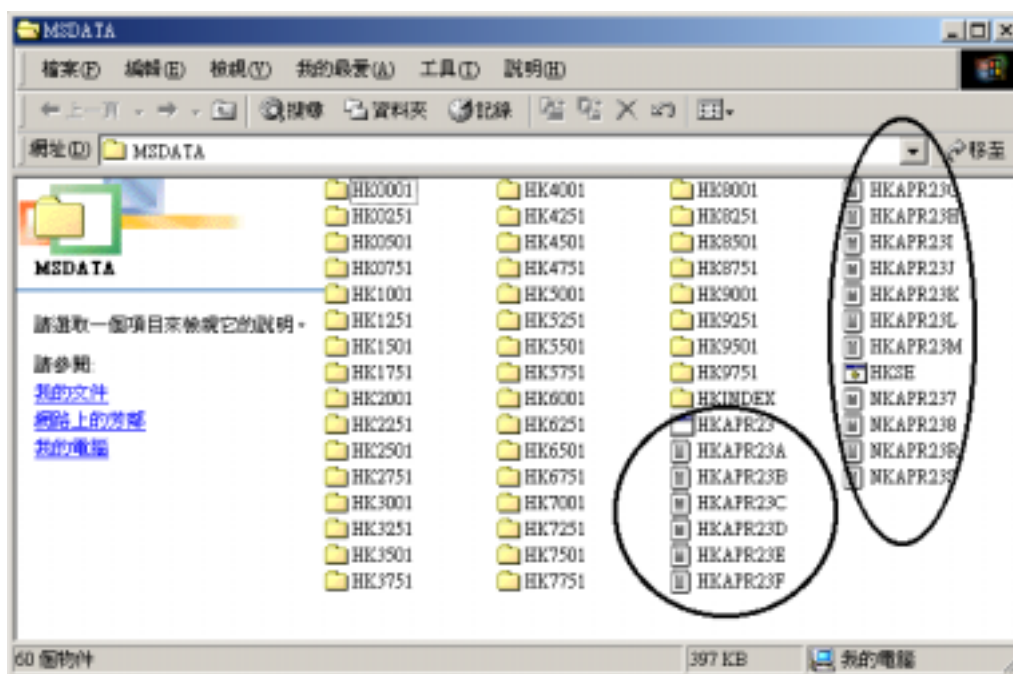 MSDATA
檔案(F) 編輯(E) 檢視(V) 我的最愛(A) 工具(T) 說明(H)
上一頁 搜尋 資料夾 記錄
網址(D) MSDATA 移至
MSDATA
請選取一個項目來檢視它的說明。
請參閱:
我的文件
網路上的芳鄰
我的電腦
HK0001
HK0251
HK0501
HK0751
HK1001
HK1251
HK1501
HK1751
HK2001
HK2251
HK2501
HK2751
HK3001
HK3251
HK3501
HK3751
HK4001
HK4251
HK4501
HK4751
HK5001
HK5251
HK5501
HK5751
HK6001
HK6251
HK6501
HK6751
HK7001
HK7251
HK7501
HK7751
HK8001
HK8251
HK8501
HK8751
HK9001
HK9251
HK9501
HK9751
HKINDEX
HKAPR23
HKAPR23A
HKAPR23B
HKAPR23C
HKAPR23D
HKAPR23E
HKAPR23F
HKAPR23G
HKAPR23H
HKAPR23I
HKAPR23J
HKAPR23K
HKAPR23L
HKAPR23M
HKSE
NKAPR237
NKAPR238
NKAPR23R
60 個物件 397 KB 我的電腦